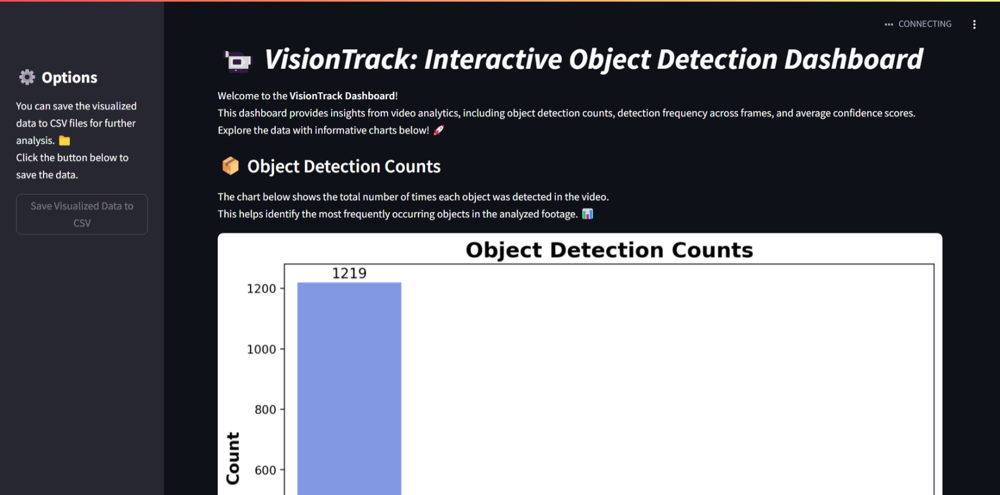 CONNECTING
Options
You can save the visualized
data to CSV files for further
analysis.
Click the button below to
save the data.
Save Visualized Data to
CSV
VisionTrack: Interactive Object Detection Dashboard
Welcome to the VisionTrack Dashboard!
This dashboard provides insights from video analytics, including object detection counts, detection frequency across frames, and average confidence scores.
Explore the data with informative charts below!
Object Detection Counts
The chart below shows the total number of times each object was detected in the video.
This helps identify the most frequently occurring objects in the analyzed footage.
Object Detection Counts
1219
1200
1000
800
600
Count